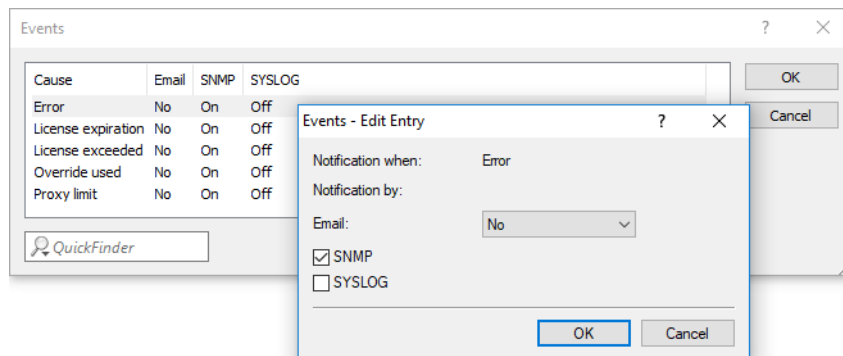 Events ?
Cause Email SNMP SYSLOG
OK
Error No On Off
Cancel
License expiration No On Off
License exceeded No On Off
Override used No On Off
Proxy limit No On Off
QuickFinder
Events - Edit Entry ?
Notification when: Error
Notification by:
Email: No
SNMP
SYSLOG
OK Cancel